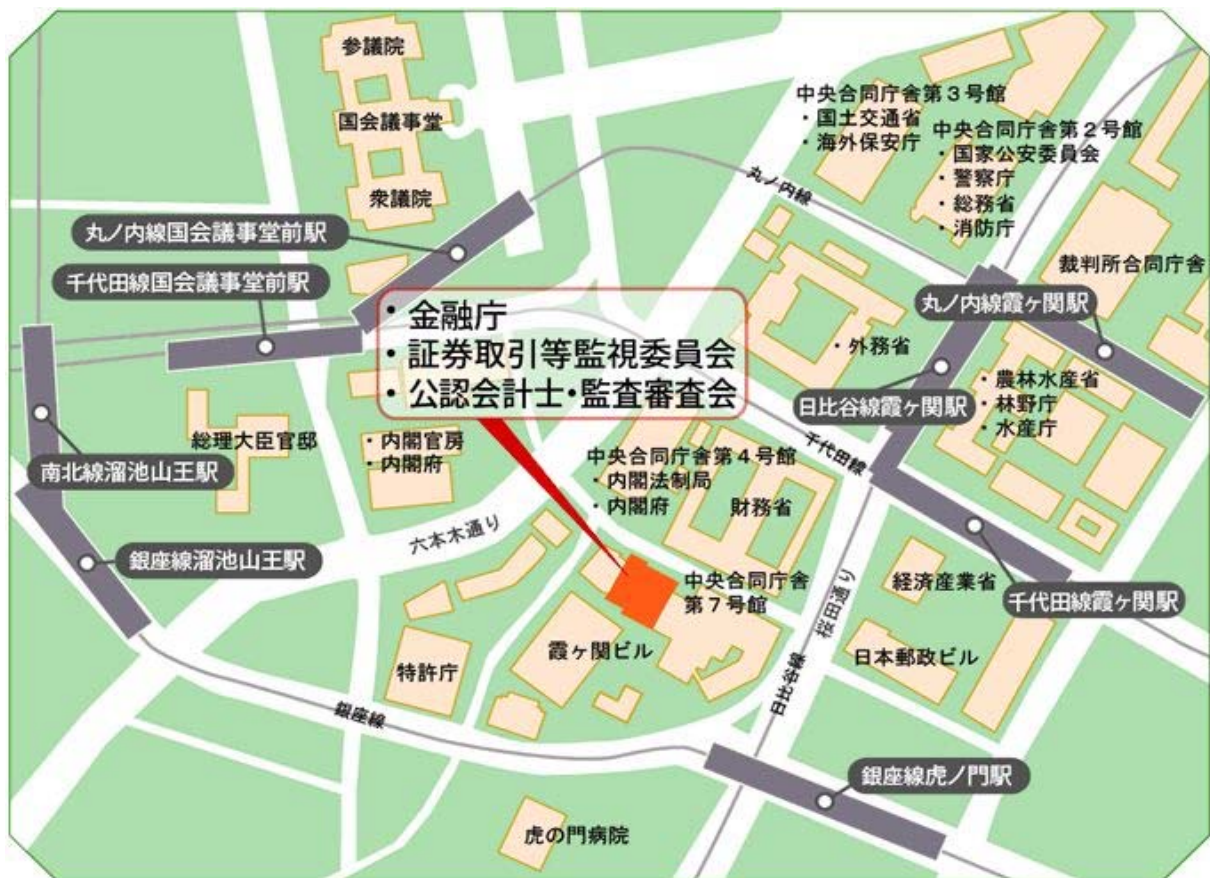 参議院
国会議事堂
衆議院
中央合同庁舎第3号館
・国土交通省
・海外保安庁
中央合同庁舎第2号館
・国家公安委員会
・警察庁
・総務省
・消防庁
丸ノ内線
裁判所合同庁舎
丸ノ内線国会議事堂前駅
千代田線国会議事堂前駅
・金融庁
・証券取引等監視委員会
・公認会計士・監査審査会
・外務省
丸ノ内線霞ヶ関駅
日比谷線霞ヶ関駅
・農林水産省
・林野庁
・水産庁
総理大臣官邸
・内閣官房
・内閣府
南北線溜池山王駅
千代田線
中央合同庁舎第4号館
・内閣法制局
・内閣府
財務省
六本木通り
銀座線溜池山王駅
中央合同庁舎
第7号館
経済産業省
千代田線霞ヶ関駅
桜田通り
霞ヶ関ビル
特許庁
日本郵政ビル
日比谷線
銀座線
銀座線虎ノ門駅
虎の門病院